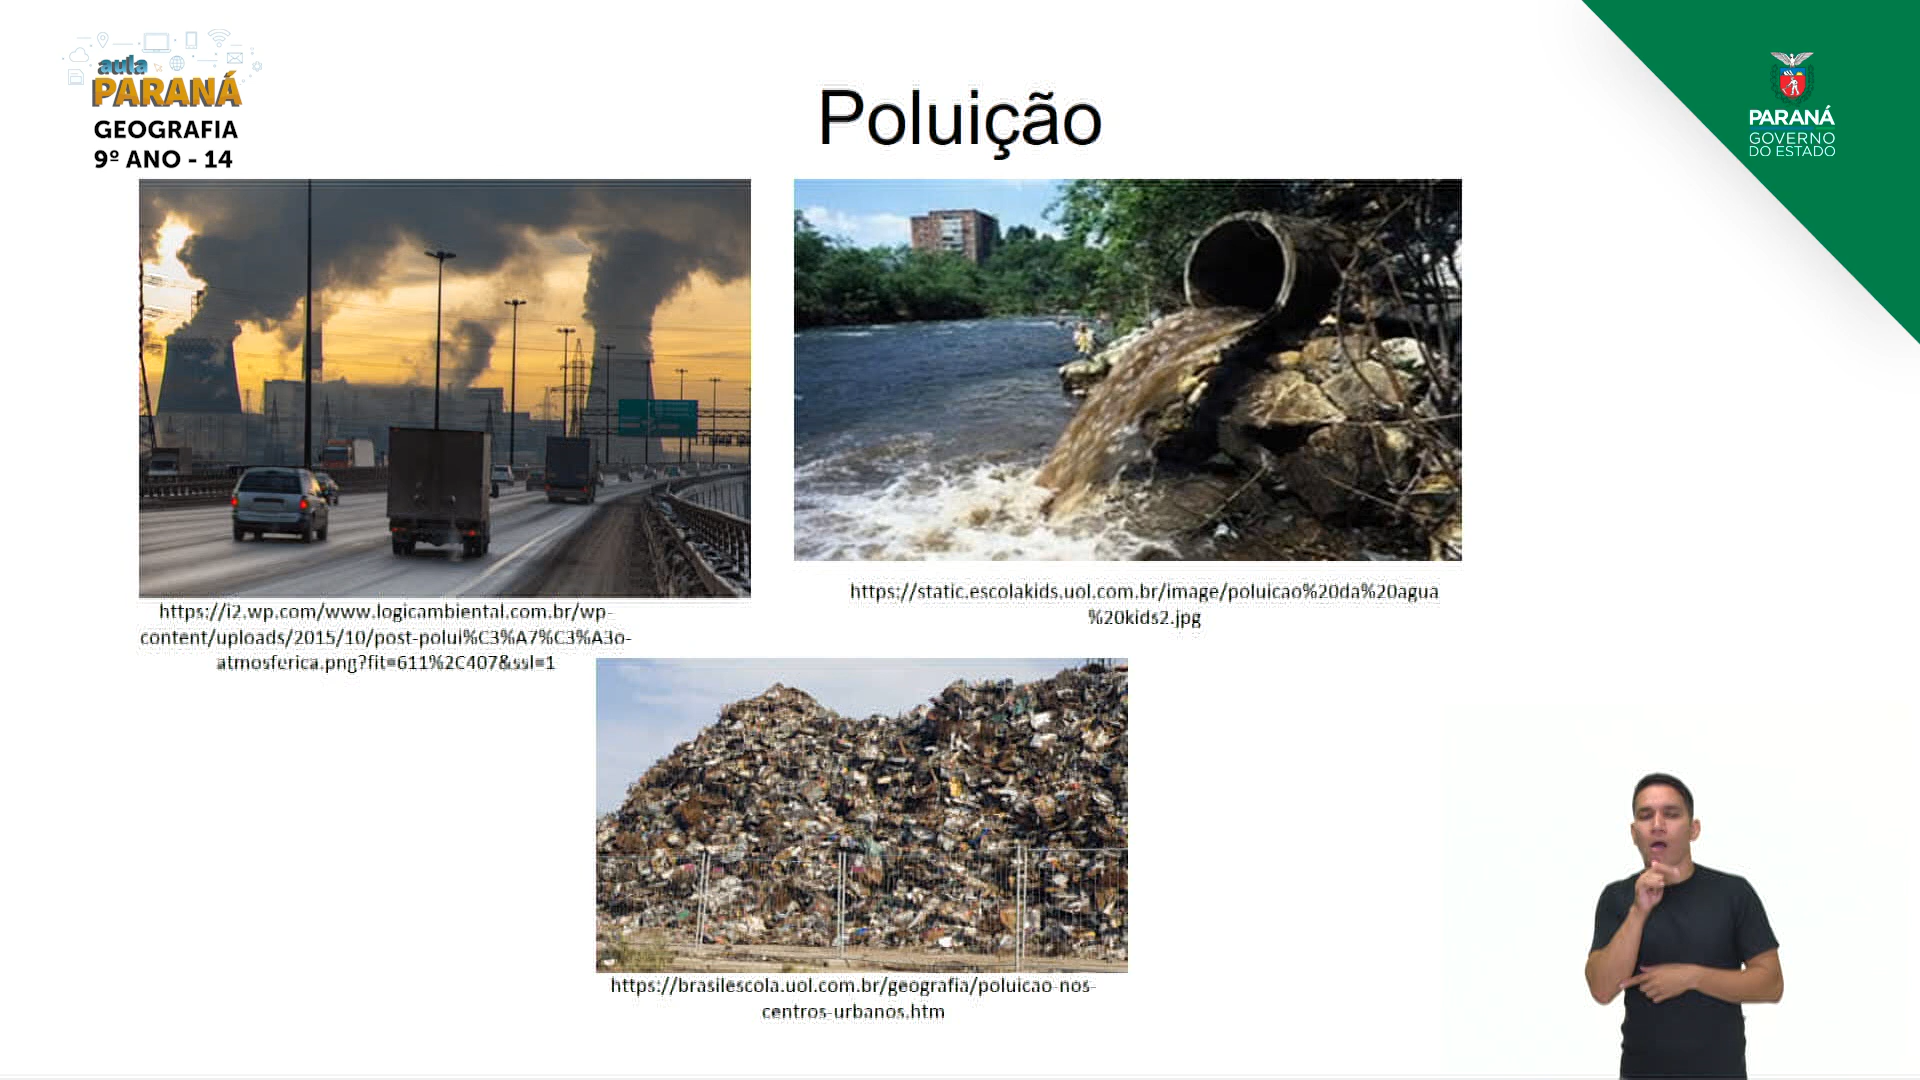 aula
PARANÁ
GEOGRAFIA
9º ANO - 14
Poluição
PARANÁ
GOVERNO
DO ESTADO
https://i2.wp.com/www.logicambiental.com.br/wp-
content/uploads/2015/10/post-polui%C3%A7%C3%A3o-
atmosferica.png?fit=611%2C407&ssl=1
https://static.escolakids.uol.com.br/image/poluicao%20da%20agua
%20kids2.jpg
https://brasilescola.uol.com.br/geografia/poluicao-nos-
centros-urbanos.htm